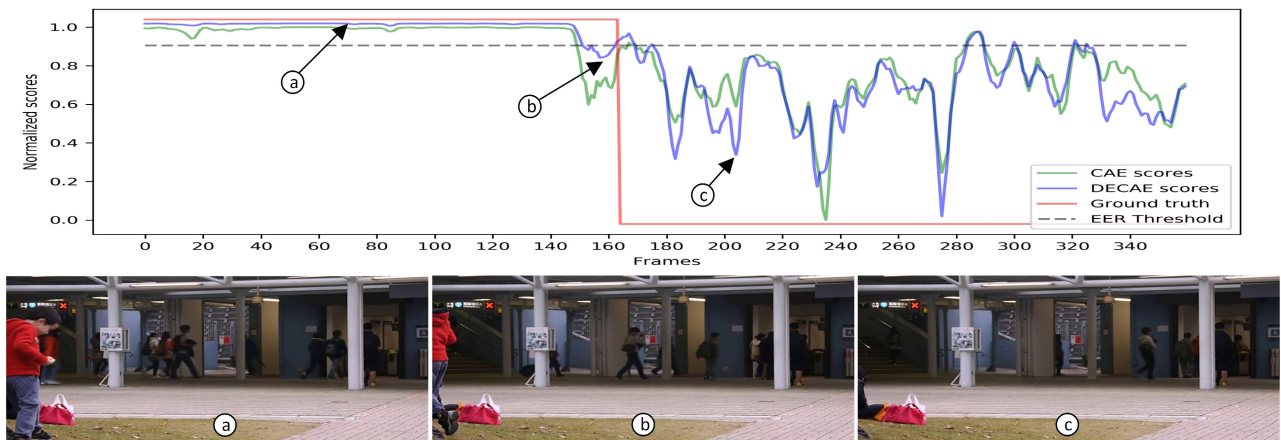 1.0
0.8
0.6
0.4
0.2
0.0
Normalized scores
a
b
c
CAE scores
DECAE scores
Ground truth
EER Threshold
0 20 40 60 80 100 120 140 160 180 200 220 240 260 280 300 320 340
Frames
a
b
c